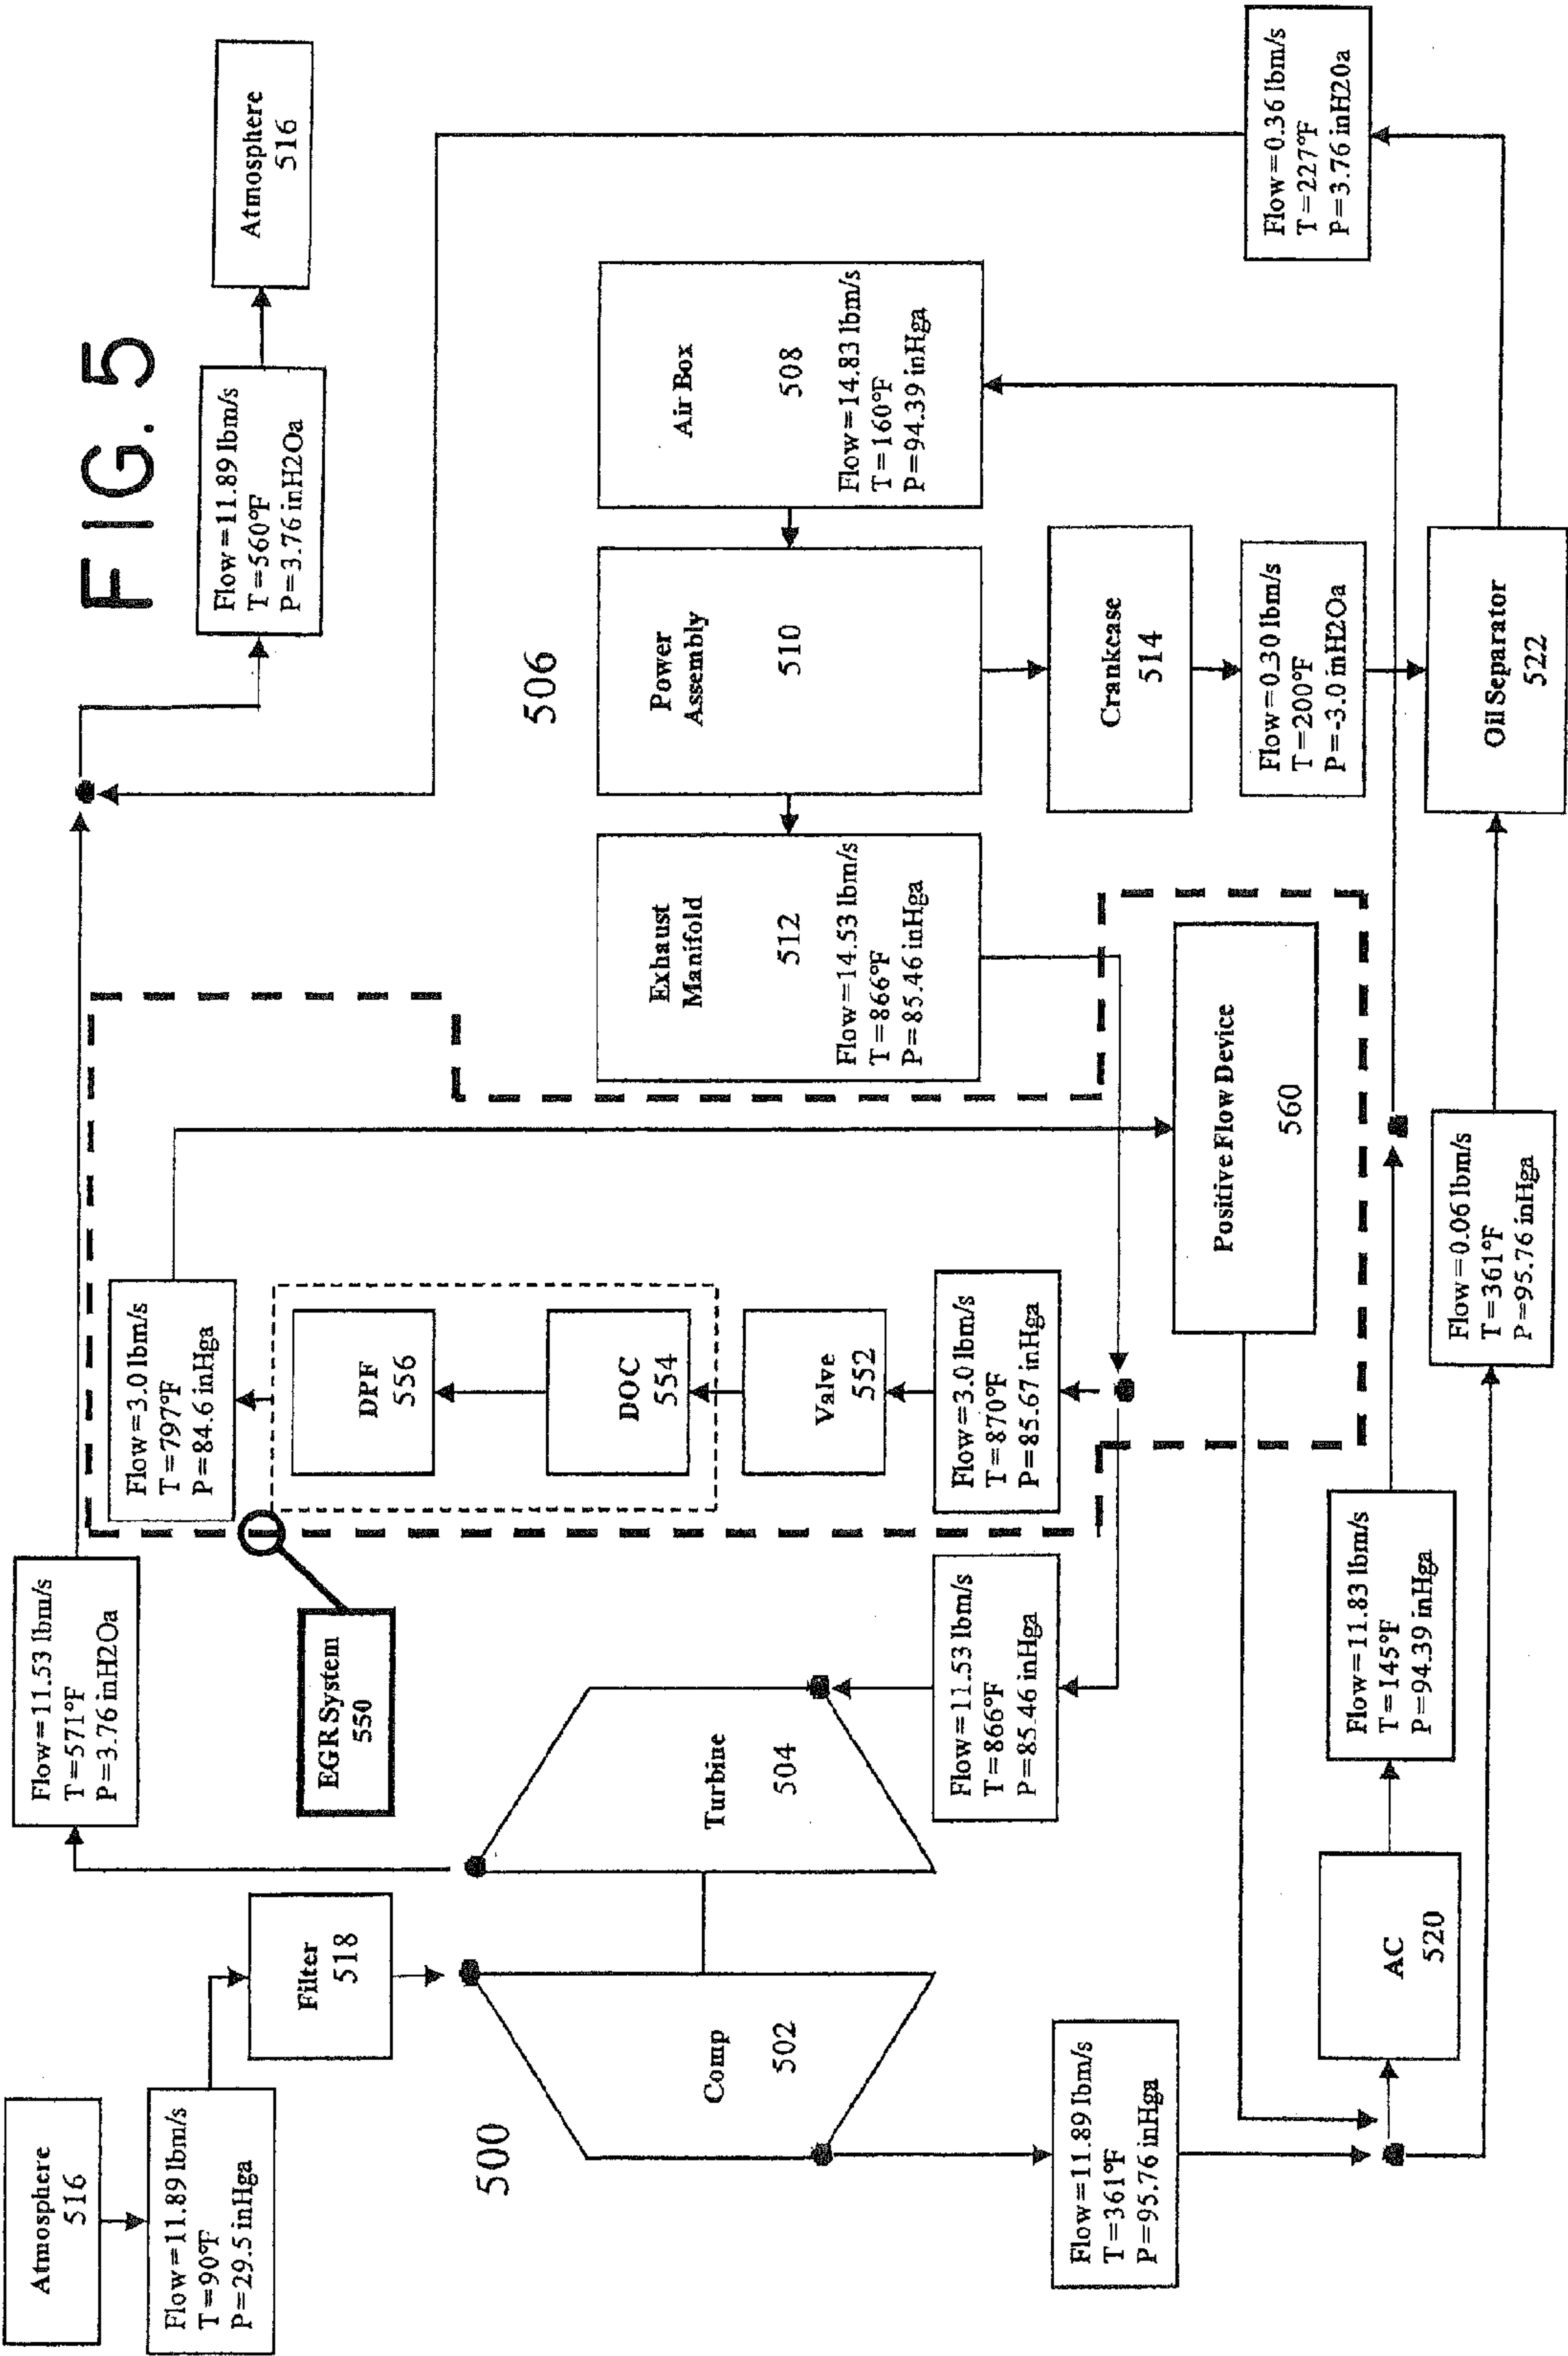 FIG. 5
Atmosphere
516
Flow=11.89 lbm/s
T=90°F
P=29.5 inHga
Filter
518
500
Comp
502
Turbine
504
Flow=11.89 lbm/s
T=361°F
P=95.76 inHga
AC
520
Flow=11.83 lbm/s
T=145°F
P=94.39 inHga
Flow=0.06 lbm/s
T=361°F
P=95.76 inHga
Flow=11.53 lbm/s
T=571°F
P=3.76 inH2Oa
EGR System
550
Flow=11.53 lbm/s
T=866°F
P=85.46 inHga
Flow=3.0 lbm/s
T=797°F
P=84.6 inHga
DPF
556
DOC
554
Valve
552
Flow=3.0 lbm/s
T=870°F
P=85.67 inHga
Positive Flow Device
560
506
Exhaust
Manifold
512
Flow=14.53 lbm/s
T=866°F
P=85.46 inHga
Power
Assembly
510
Air Box
508
Flow=14.83 lbm/s
T=160°F
P=94.39 inHga
Crankcase
514
Flow=0.30 lbm/s
T=200°F
P=-3.0 inH2Oa
Oil Separator
522
Flow=0.36 lbm/s
T=227°F
P=3.76 inH20a
Flow=11.89 lbm/s
T=560°F
P=3.76 inH2Oa
Atmosphere
516